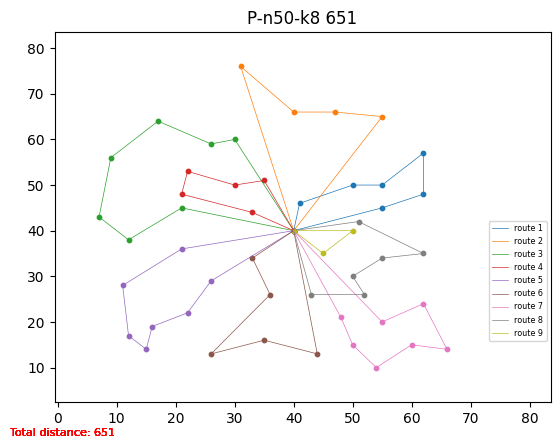 P-n50-k8 651
80
70
60
50
40
30
20
10
0 10 20 30 40 50 60 70 80
route 1
route 2
route 3
route 4
route 5
route 6
route 7
route 8
route 9
Total distance: 651